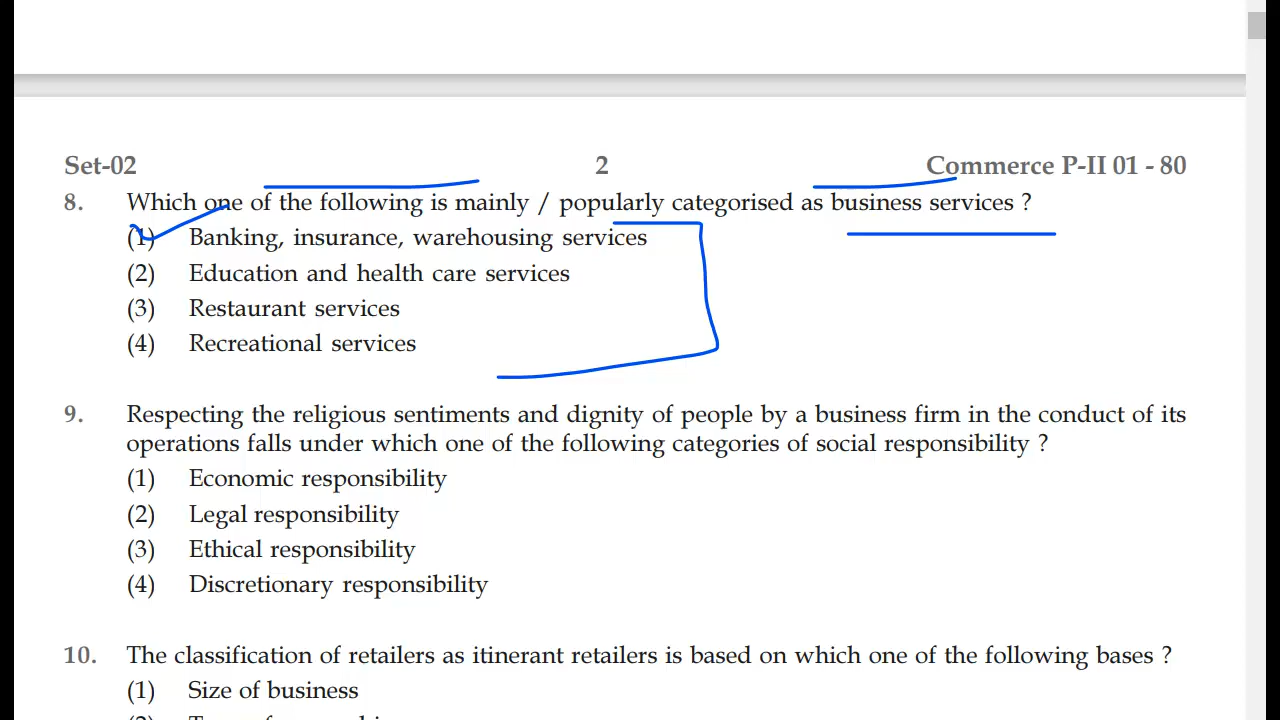 Set-02 2 Commerce P-II 01 - 80
8. Which one of the following is mainly / popularly categorised as business services ?
(1) Banking, insurance, warehousing services
(2) Education and health care services
(3) Restaurant services
(4) Recreational services
9. Respecting the religious sentiments and dignity of people by a business firm in the conduct of its
operations falls under which one of the following categories of social responsibility ?
(1) Economic responsibility
(2) Legal responsibility
(3) Ethical responsibility
(4) Discretionary responsibility
10. The classification of retailers as itinerant retailers is based on which one of the following bases ?
(1) Size of business